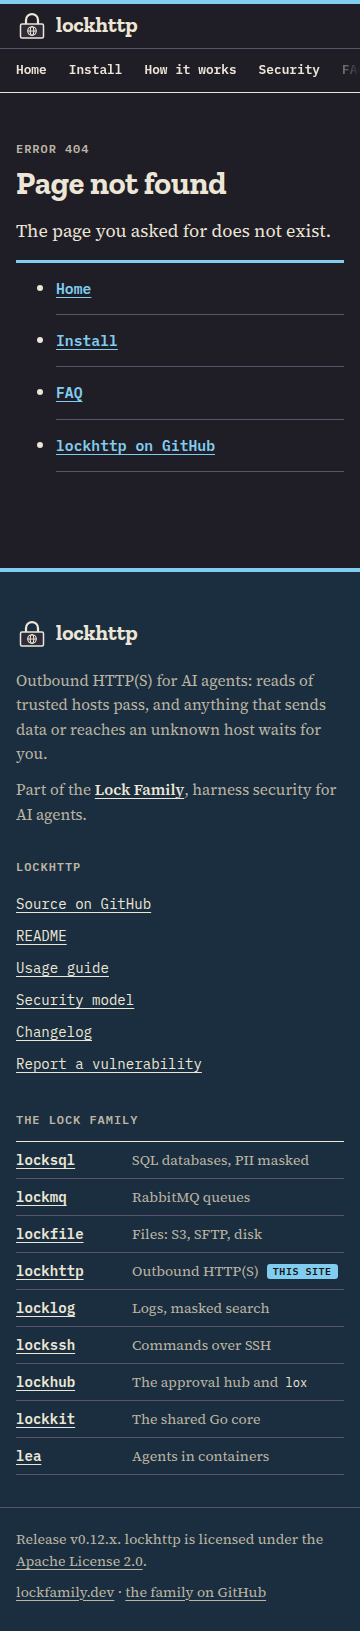 lockhttp
Home Install How it works Security FA
ERROR 404
Page not found
The page you asked for does not exist.
Home
Install
FAQ
lockhttp on GitHub
lockhttp
Outbound HTTP(S) for AI agents: reads of
trusted hosts pass, and anything that sends
data or reaches an unknown host waits for
you.
Part of the Lock Family, harness security for
AI agents.
LOCKHTTP
Source on GitHub
README
Usage guide
Security model
Changelog
Report a vulnerability
THE LOCK FAMILY
locksql SQL databases, PII masked
lockmq RabbitMQ queues
lockfile Files: S3, SFTP, disk
lockhttp Outbound HTTP(S) THIS SITE
locklog Logs, masked search
lockssh Commands over SSH
lockhub The approval hub and lox
lockkit The shared Go core
lea Agents in containers
Release v0.12.x. lockhttp is licensed under the
Apache License 2.0.
lockfamily.dev · the family on GitHub